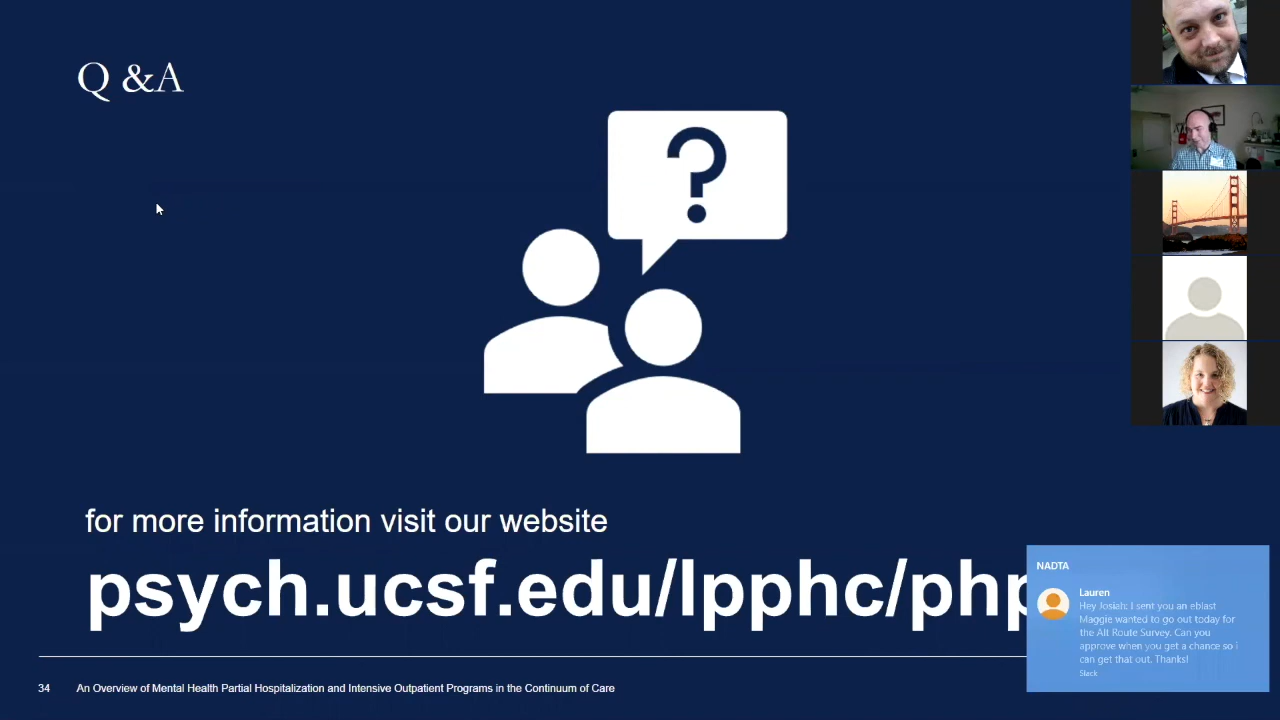 Q &A
?
for more information visit our website
psych.ucsf.edu/lpphc/php
NADTA
Lauren
Hey Josiah: I sent you an eblast
Maggie wanted to go out today for
the Alt Route Survey. Can you
approve when you get a chance so i
can get that out. Thanks!
Slack
34 An Overview of Mental Health Partial Hospitalization and Intensive Outpatient Programs in the Continuum of Care